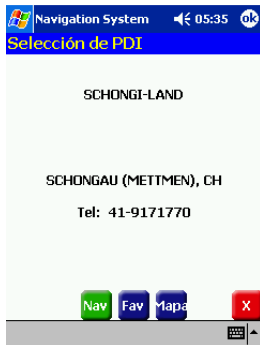 Navigation System 05:35 ok
Selección de PDI
SCHONGI-LAND
SCHONGAU (METTMEN), CH
Tel: 41-9171770
Nav Fav Mapa X